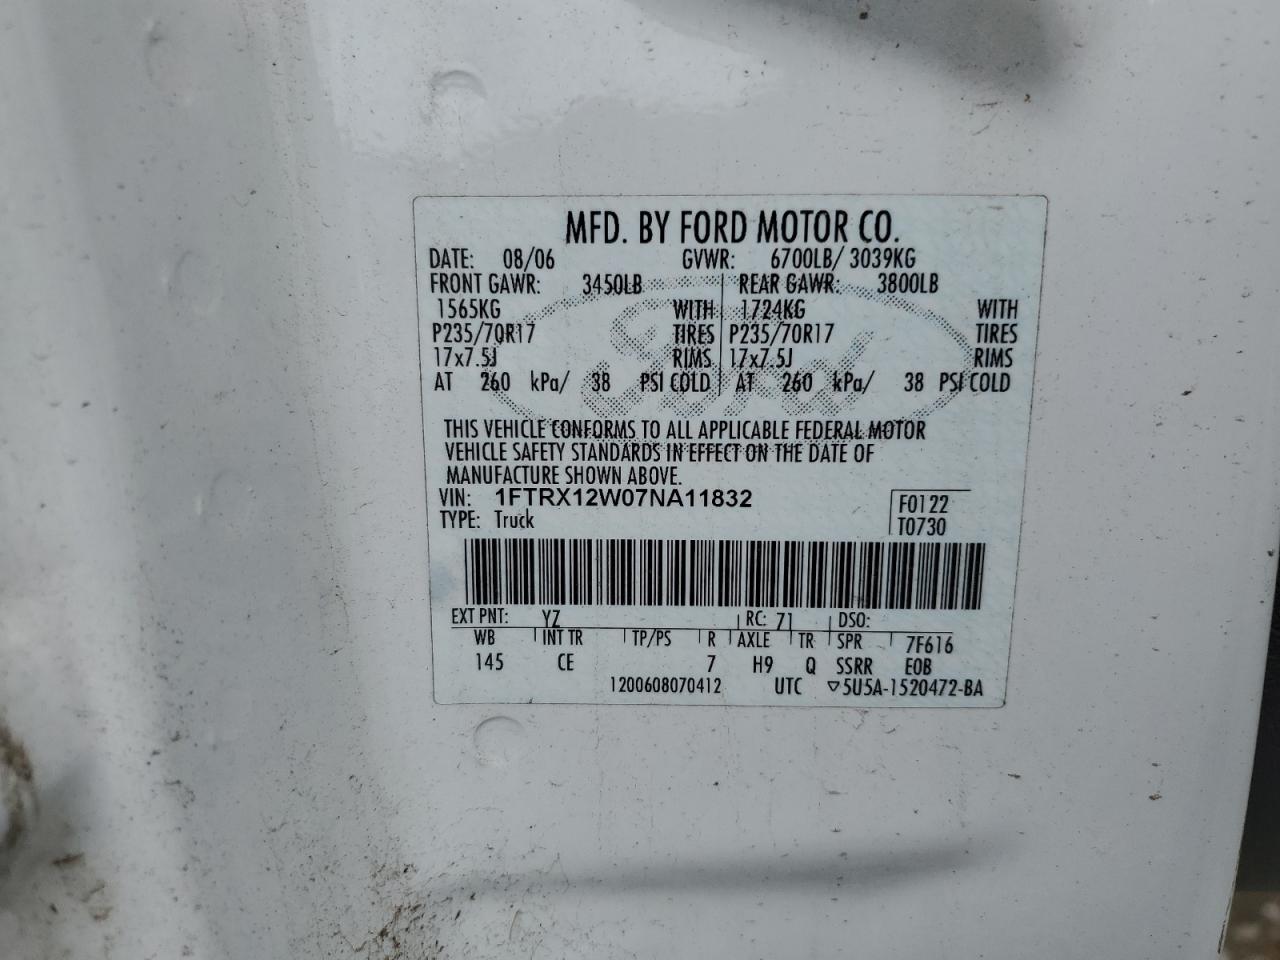 MFD. BY FORD MOTOR CO.
DATE: 08/06 GVWR: 6700LB/ 3039KG
FRONT GAWR: 3450LB REAR GAWR: 3800LB
1565KG WITH 1724KG WITH
P235/70R17 TIRES P235/70R17 TIRES
17x7.5J RIMS 17x7.5J RIMS
AT 260 kPa/ 38 PSI COLD AT 260 kPa/ 38 PSI COLD
Ford
THIS VEHICLE CONFORMS TO ALL APPLICABLE FEDERAL MOTOR
VEHICLE SAFETY STANDARDS IN EFFECT ON THE DATE OF
MANUFACTURE SHOWN ABOVE.
VIN: 1FTRX12W07NA11832 F0122
TYPE: Truck T0730
EXT PNT: YZ RC: 71 DSO:
WB INT TR TP/PS R AXLE TR SPR 7F616
145 CE 7 H9 Q SSRR EOB
1200608070412 UTC ▽5U5A-1520472-BA